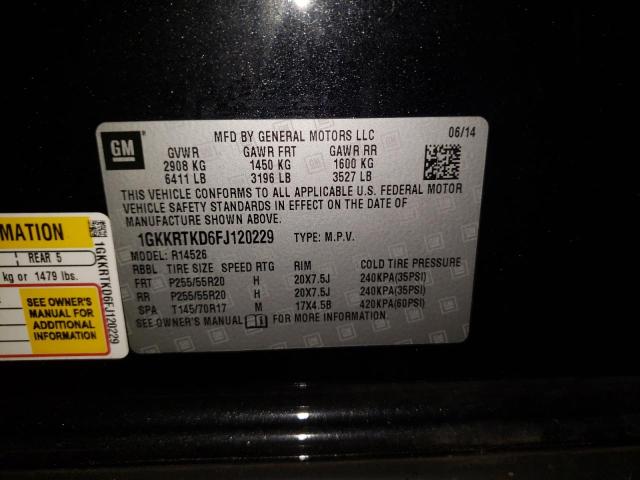 GM
MFD BY GENERAL MOTORS LLC 06/14
GVWR GAWR FRT GAWR RR
2908 KG 1450 KG 1600 KG
6411 LB 3196 LB 3527 LB
THIS VEHICLE CONFORMS TO ALL APPLICABLE U.S. FEDERAL MOTOR
VEHICLE SAFETY STANDARDS IN EFFECT ON THE DATE OF
MANUFACTURE SHOWN ABOVE.
1GKKRTKD6FJ120229 TYPE: M.P.V.
MODEL: R14526
RBBL TIRE SIZE SPEED RTG RIM COLD TIRE PRESSURE
FRT P255/55R20 H 20X7.5J 240KPA(35PSI)
RR P255/55R20 H 20X7.5J 240KPA(35PSI)
SPA T145/70R17 M 17X4.5B 420KPA(60PSI)
SEE OWNER'S MANUAL FOR MORE INFORMATION
MATION
REAR 5
kg or 1479 lbs.
SEE OWNER'S
MANUAL FOR
ADDITIONAL
INFORMATION
1GKKRTKD6FJ120229